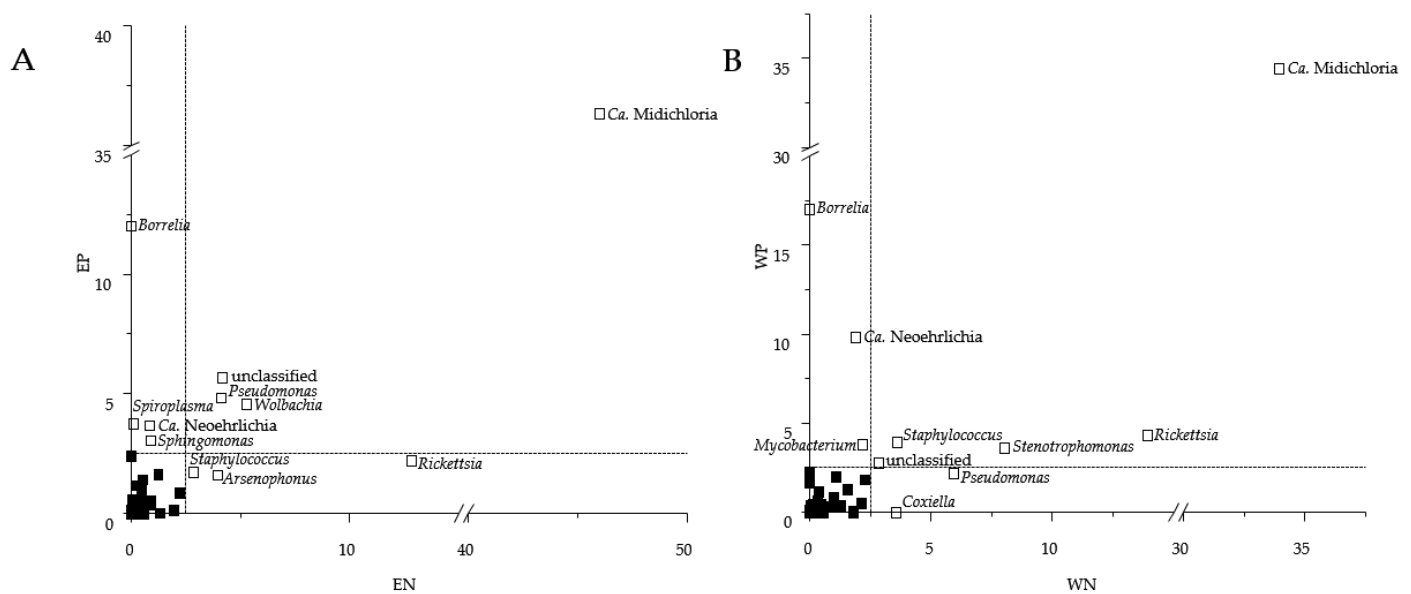 A
40
35
10
5
0
EP
Ca. Midichloria
Borrelia
unclassified
Pseudomonas
Wolbachia
Spiroplasma
Ca. Neoehrlichia
Sphingomonas
Staphylococcus
Arsenophonus
Rickettsia
0
10
40
50
EN
B
35
30
15
10
5
0
WP
Ca. Midichloria
Borrelia
Ca. Neoehrlichia
Mycobacterium
Staphylococcus
Stenotrophomonas
Rickettsia
unclassified
Pseudomonas
Coxiella
0
5
10
30
35
WN